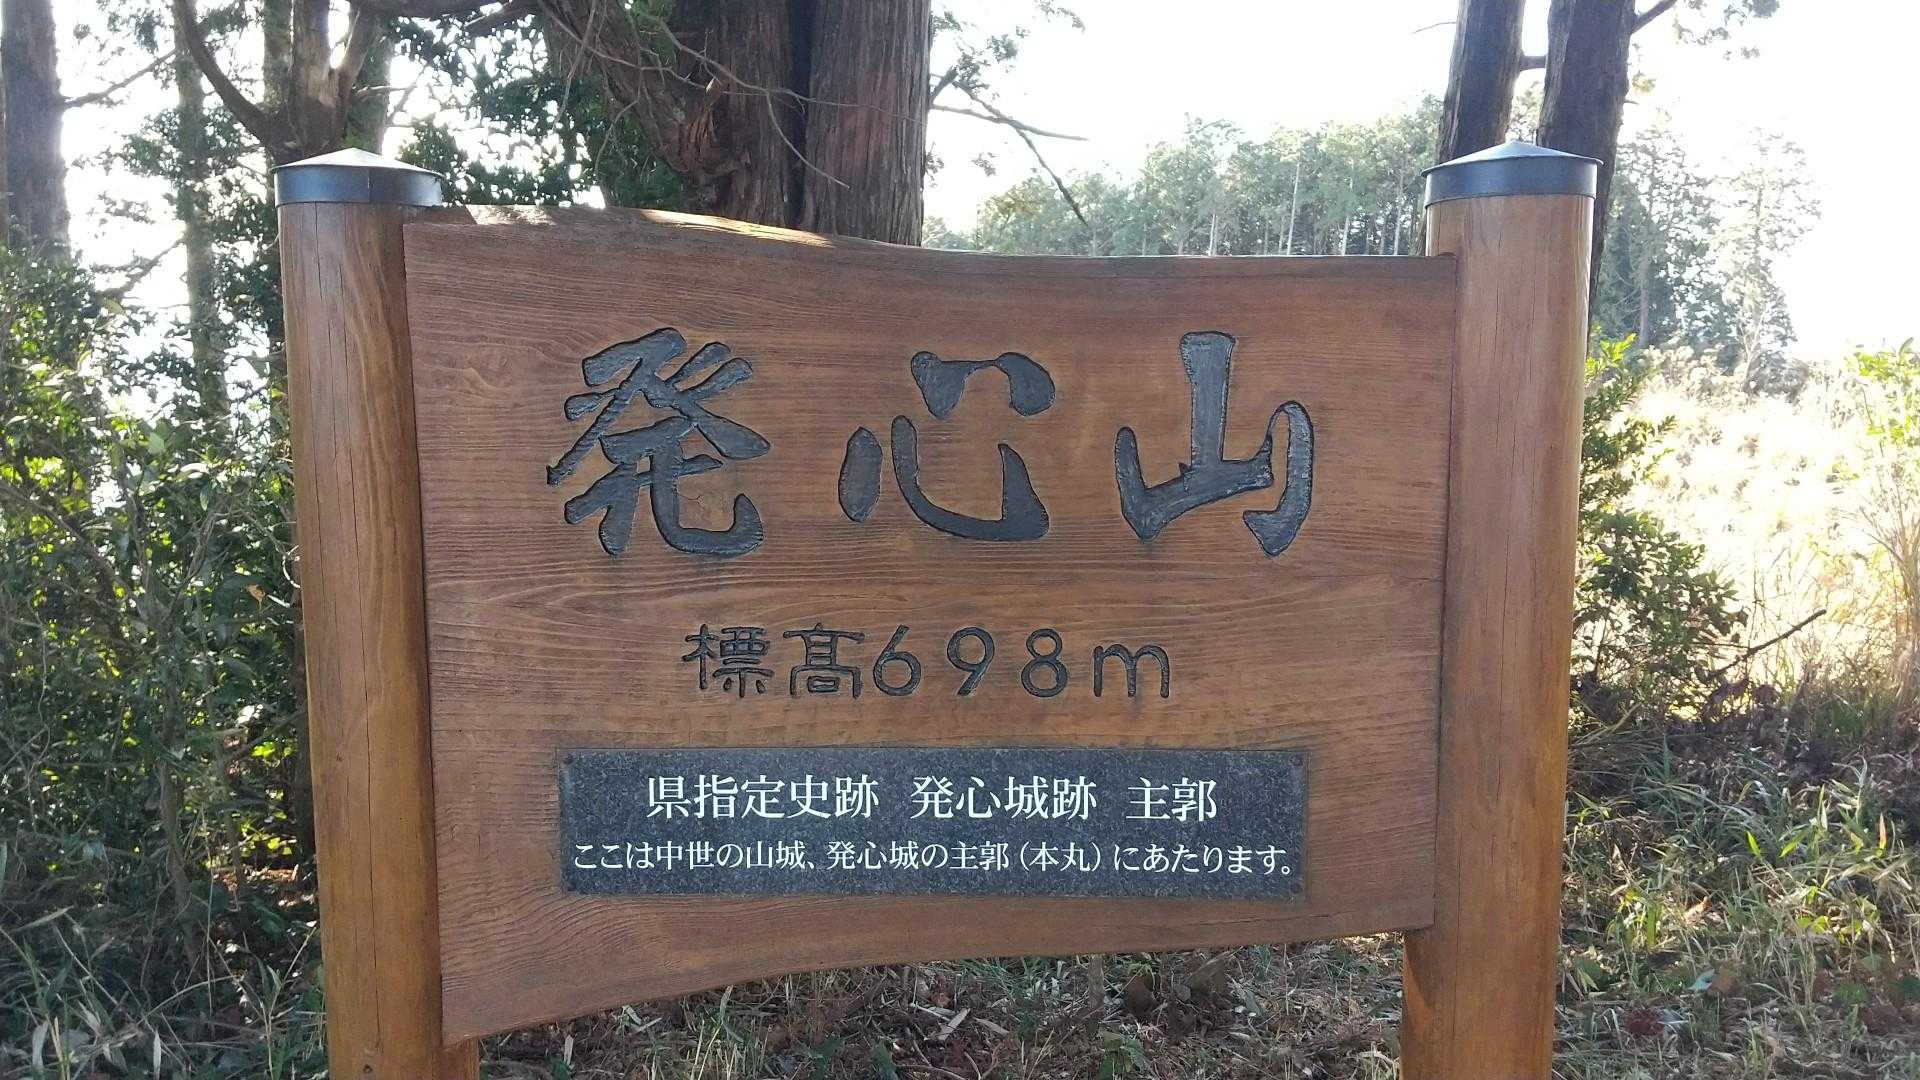 発心山
標髙698m
県指定史跡 発心城跡 主郭
ここは中世の山城、発心城の主郭（本丸）にあたります。